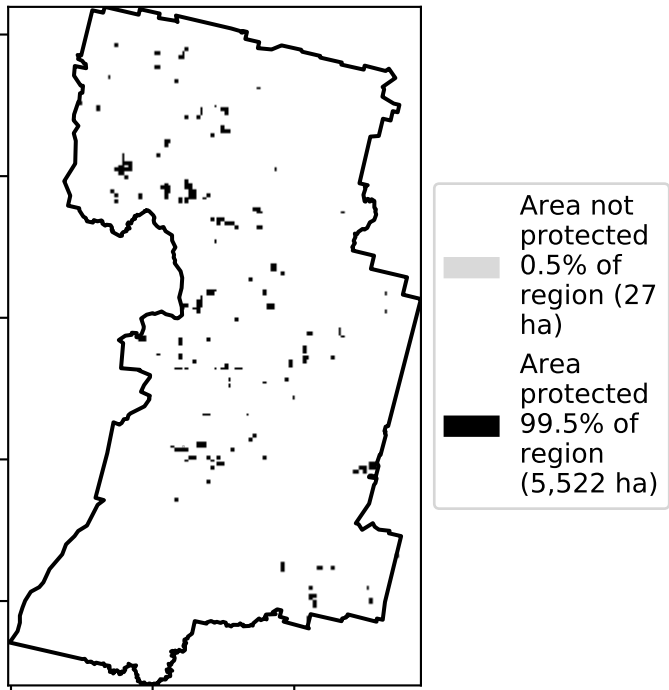 Area not
protected
0.5% of
region (27
ha)
Area
protected
99.5% of
region
(5,522 ha)